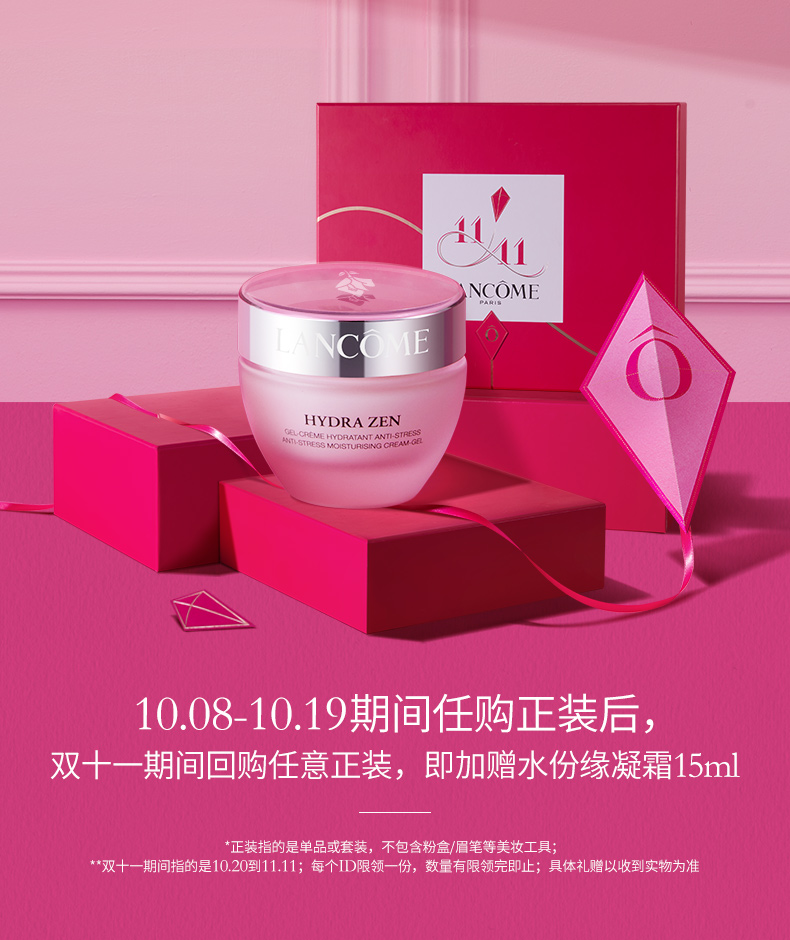 11
11
LANCÔME
PARIS
Ô
LANCÔME
Ô
HYDRA ZEN
GEL-CRÈME HYDRATANT ANTI-STRESS
ANTI-STRESS MOISTURISING CREAM-GEL
10.08-10.19期间任购正装后，
双十一期间回购任意正装，即加赠水份缘凝霜15ml
*正装指的是单品或套装，不包含粉盒/眉笔等美妆工具；
**双十一期间指的是10.20到11.11；每个ID限领一份，数量有限领完即止；具体礼赠以收到实物为准